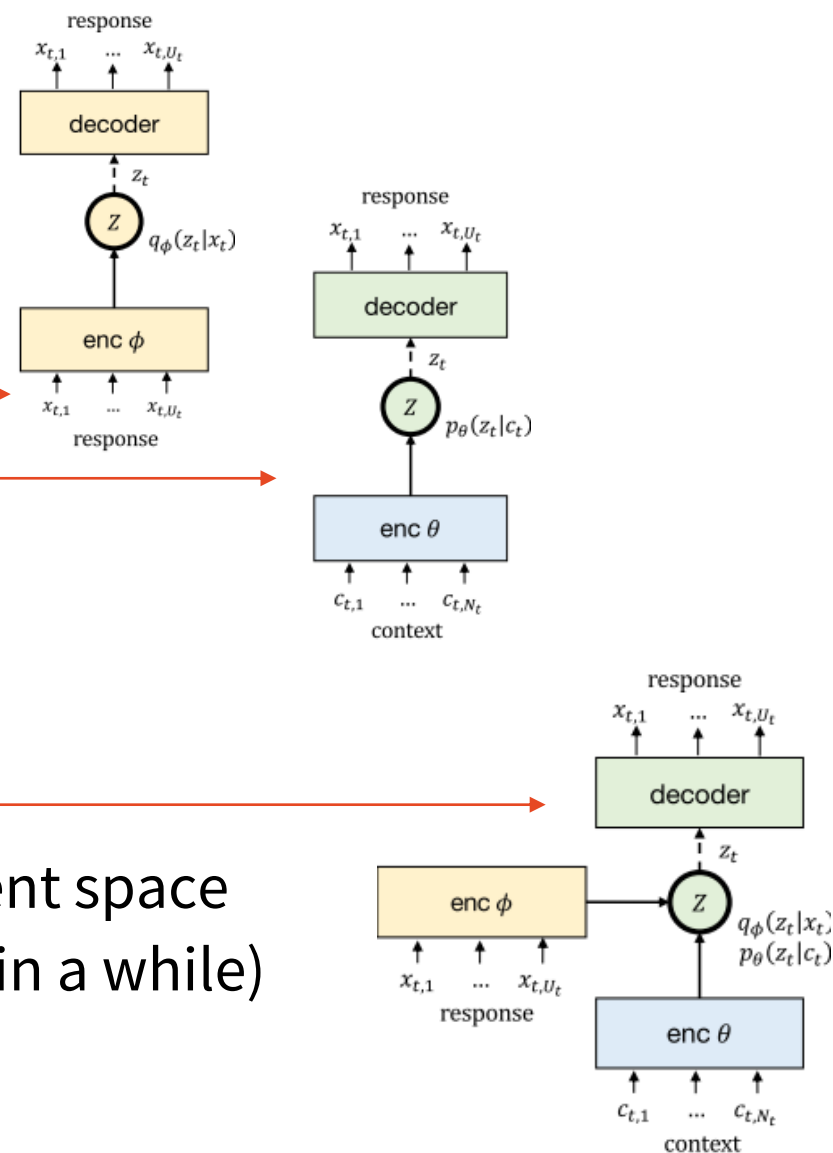 response
x_{t,1} ... x_{t,U_t}
decoder
z_t
Z
q_ϕ(z_t|x_t)
enc ϕ
x_{t,1} ... x_{t,U_t}
response
response
x_{t,1} ... x_{t,U_t}
decoder
z_t
Z
p_θ(z_t|c_t)
enc θ
c_{t,1} ... c_{t,N_t}
context
response
x_{t,1} ... x_{t,U_t}
decoder
z_t
ent space
in a while)
enc ϕ
x_{t,1} ... x_{t,U_t}
response
Z
q_ϕ(z_t|x_t)
p_θ(z_t|c_t)
enc θ
c_{t,1} ... c_{t,N_t}
context